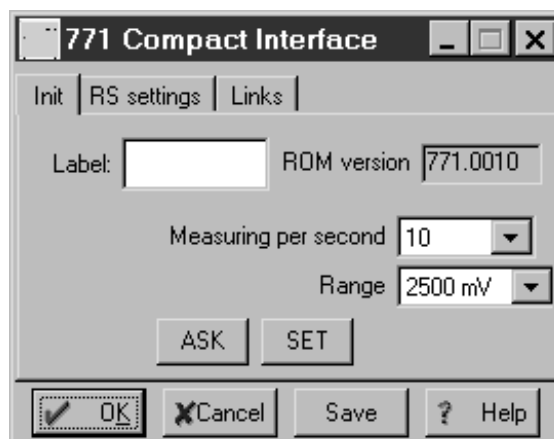 771 Compact Interface
Init RS settings Links
Label: ROM version 771.0010
Measuring per second 10
Range 2500 mV
ASK SET
OK Cancel Save ? Help